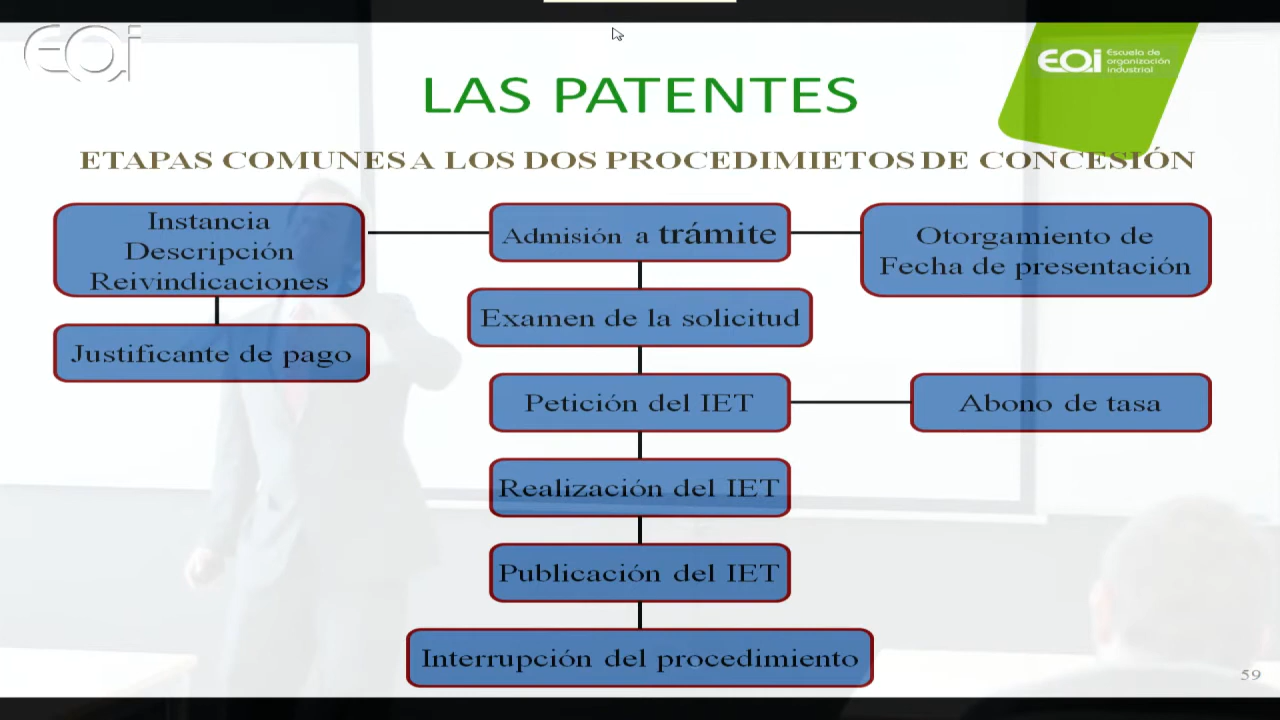 EOi
EOi Escuela de
organización
industrial
LAS PATENTES
ETAPAS COMUNES A LOS DOS PROCEDIMIETOS DE CONCESIÓN
Instancia
Descripción
Reivindicaciones
Admisión a trámite
Otorgamiento de
Fecha de presentación
Examen de la solicitud
Justificante de pago
Petición del IET
Abono de tasa
Realización del IET
Publicación del IET
Interrupción del procedimiento
59